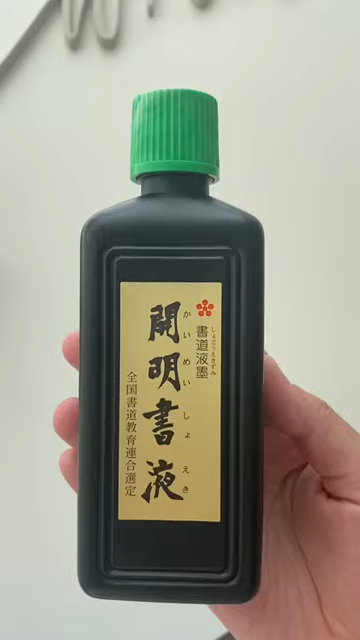 書道液墨
しょどうえきずみ
開明書液
かいめいしょえき
全国書道教育連合選定